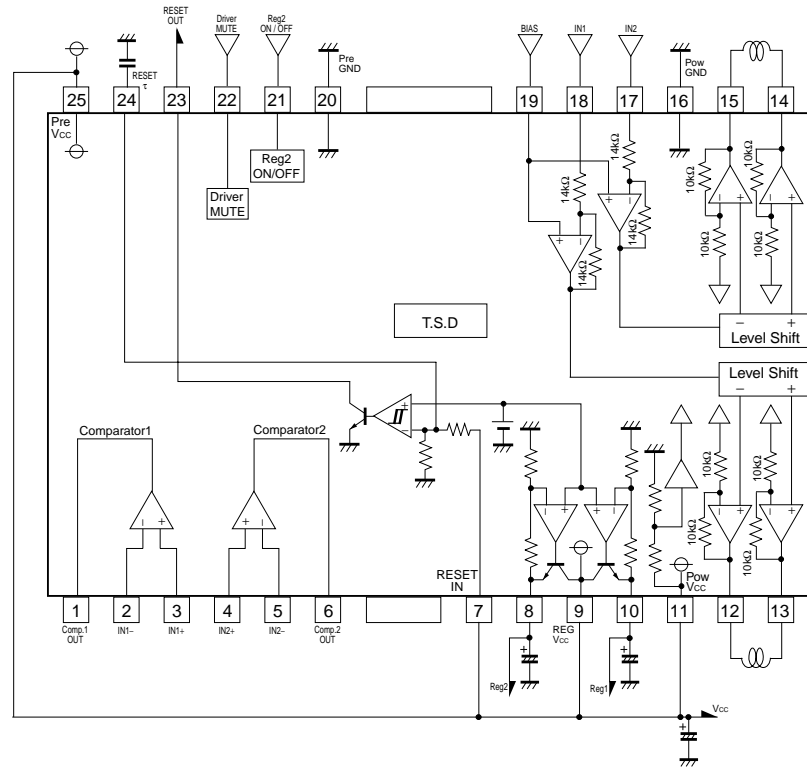 RESET
OUT
Driver
MUTE
Reg2
ON / OFF
Pre
GND
BIAS
IN1
IN2
Pow
GND
RESET
τ
25
24
23
22
21
20
19
18
17
16
15
14
Pre
VCC
Driver
MUTE
Reg2
ON/OFF
14kΩ
14kΩ
14kΩ
14kΩ
10kΩ
10kΩ
10kΩ
10kΩ
+ −
+ −
− +
− +
− +
Level Shift
T.S.D
Level Shift
− +
+
−
Comparator1
Comparator2
10kΩ
10kΩ
10kΩ
10kΩ
− +
+ −
− +
+ −
− +
− +
RESET
IN
Pow
VCC
1
2
3
4
5
6
7
8
9
10
11
12
13
Comp.1
OUT
IN1−
IN1+
IN2+
IN2−
Comp.2
OUT
REG
VCC
+
+
Reg2
Reg1
VCC
+